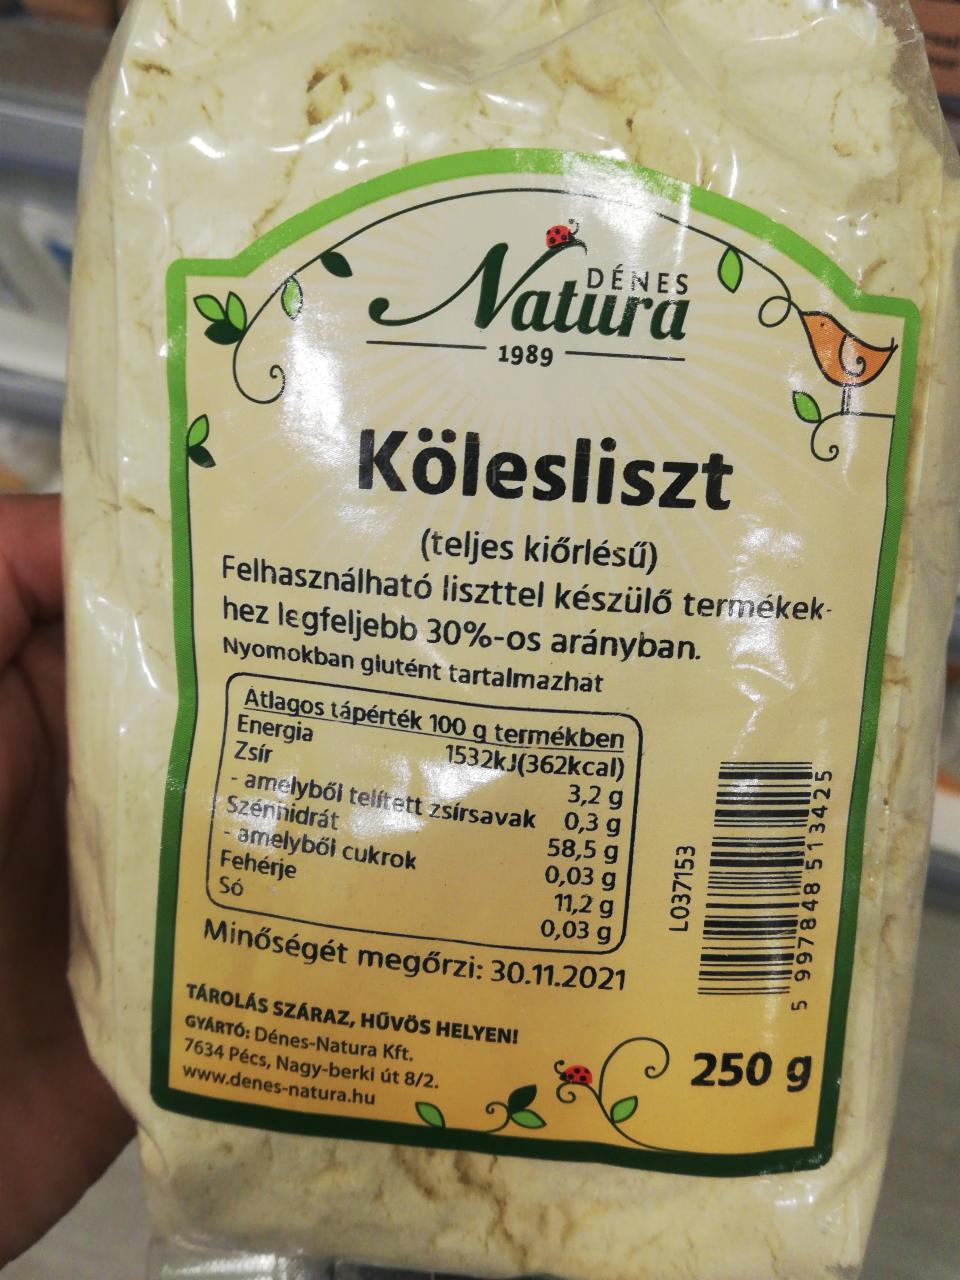 DÉNES
Natura
1989
Kölesliszt
(teljes kiőrlésű)
Felhasználható liszttel készülő termékek-
hez legfeljebb 30%-os arányban.
Nyomokban glutént tartalmazhat
Átlagos tápérték 100 g termékben
Energia 1532kJ(362kcal)
Zsír 3,2 g
- amelyből telített zsírsavak 0,3 g
Szénhidrát 58,5 g
- amelyből cukrok 0,03 g
Fehérje 11,2 g
Só 0,03 g
Minőségét megőrzi: 30.11.2021
L037153
5 997848 513425
TÁROLÁS SZÁRAZ, HŰVÖS HELYEN!
GYÁRTÓ: Dénes-Natura Kft.
7634 Pécs, Nagy-berki út 8/2.
www.denes-natura.hu
250 g